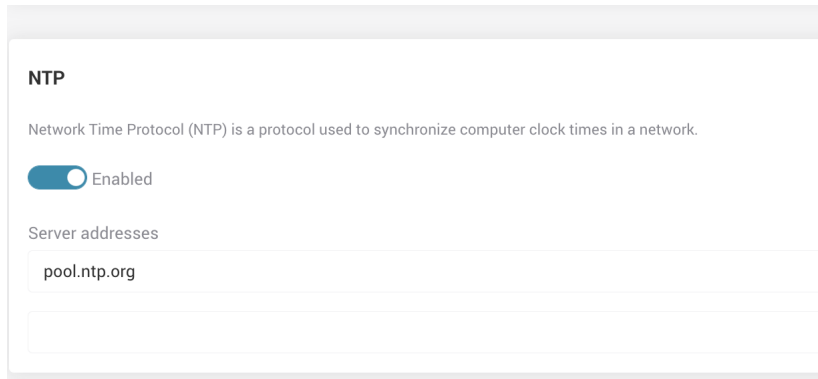 NTP
Network Time Protocol (NTP) is a protocol used to synchronize computer clock times in a network.
Enabled
Server addresses
pool.ntp.org